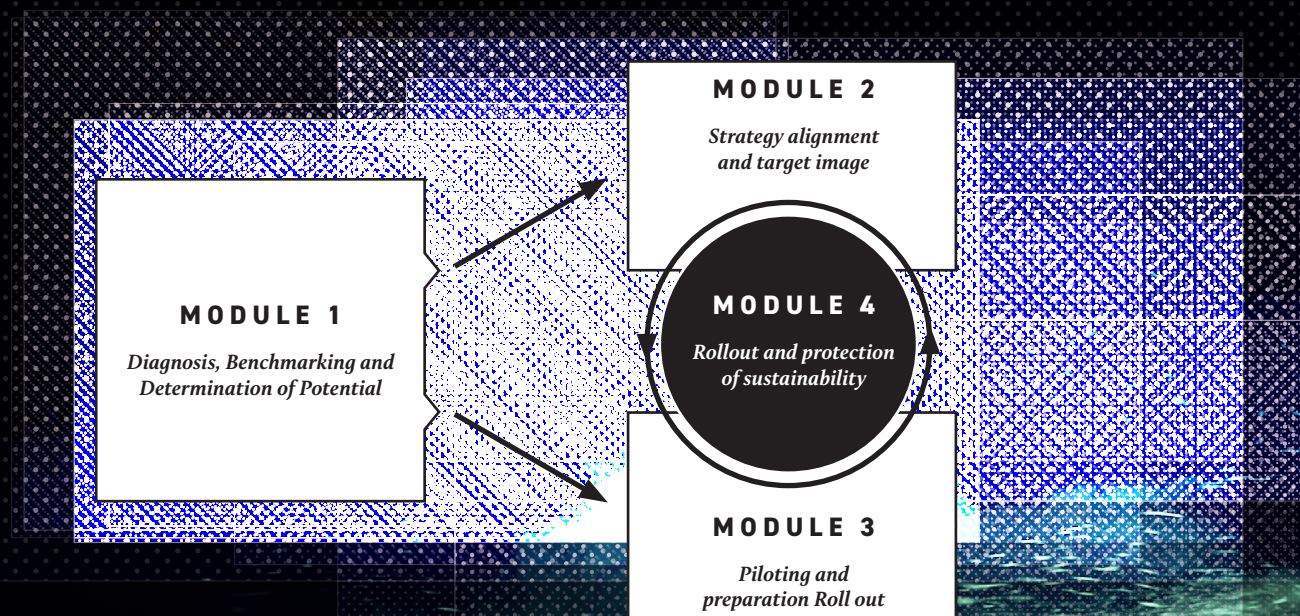 MODULE 1
Diagnosis, Benchmarking and
Determination of Potential
MODULE 2
Strategy alignment
and target image
MODULE 4
Rollout and protection
of sustainability
MODULE 3
Piloting and
preparation Roll out